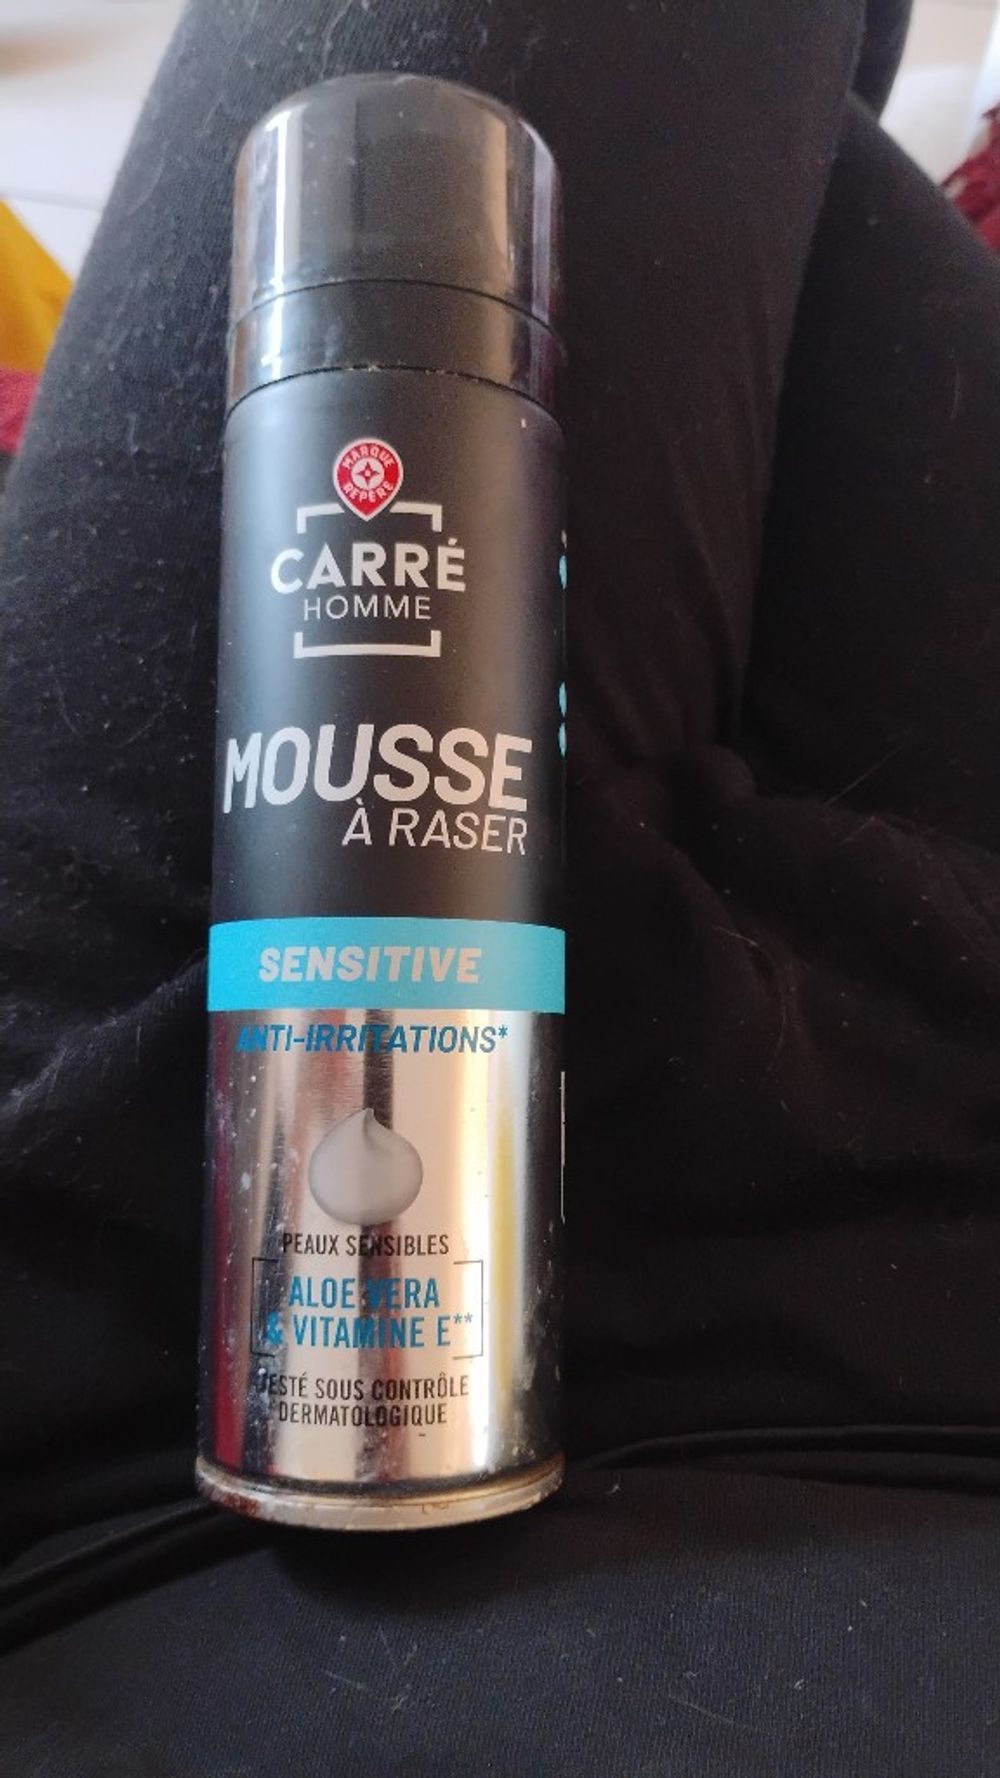 MARQUE
REPÈRE
CARRÉ
HOMME
MOUSSE
À RASER
SENSITIVE
ANTI-IRRITATIONS*
PEAUX SENSIBLES
ALOE VERA
& VITAMINE E**
TESTÉ SOUS CONTRÔLE
DERMATOLOGIQUE